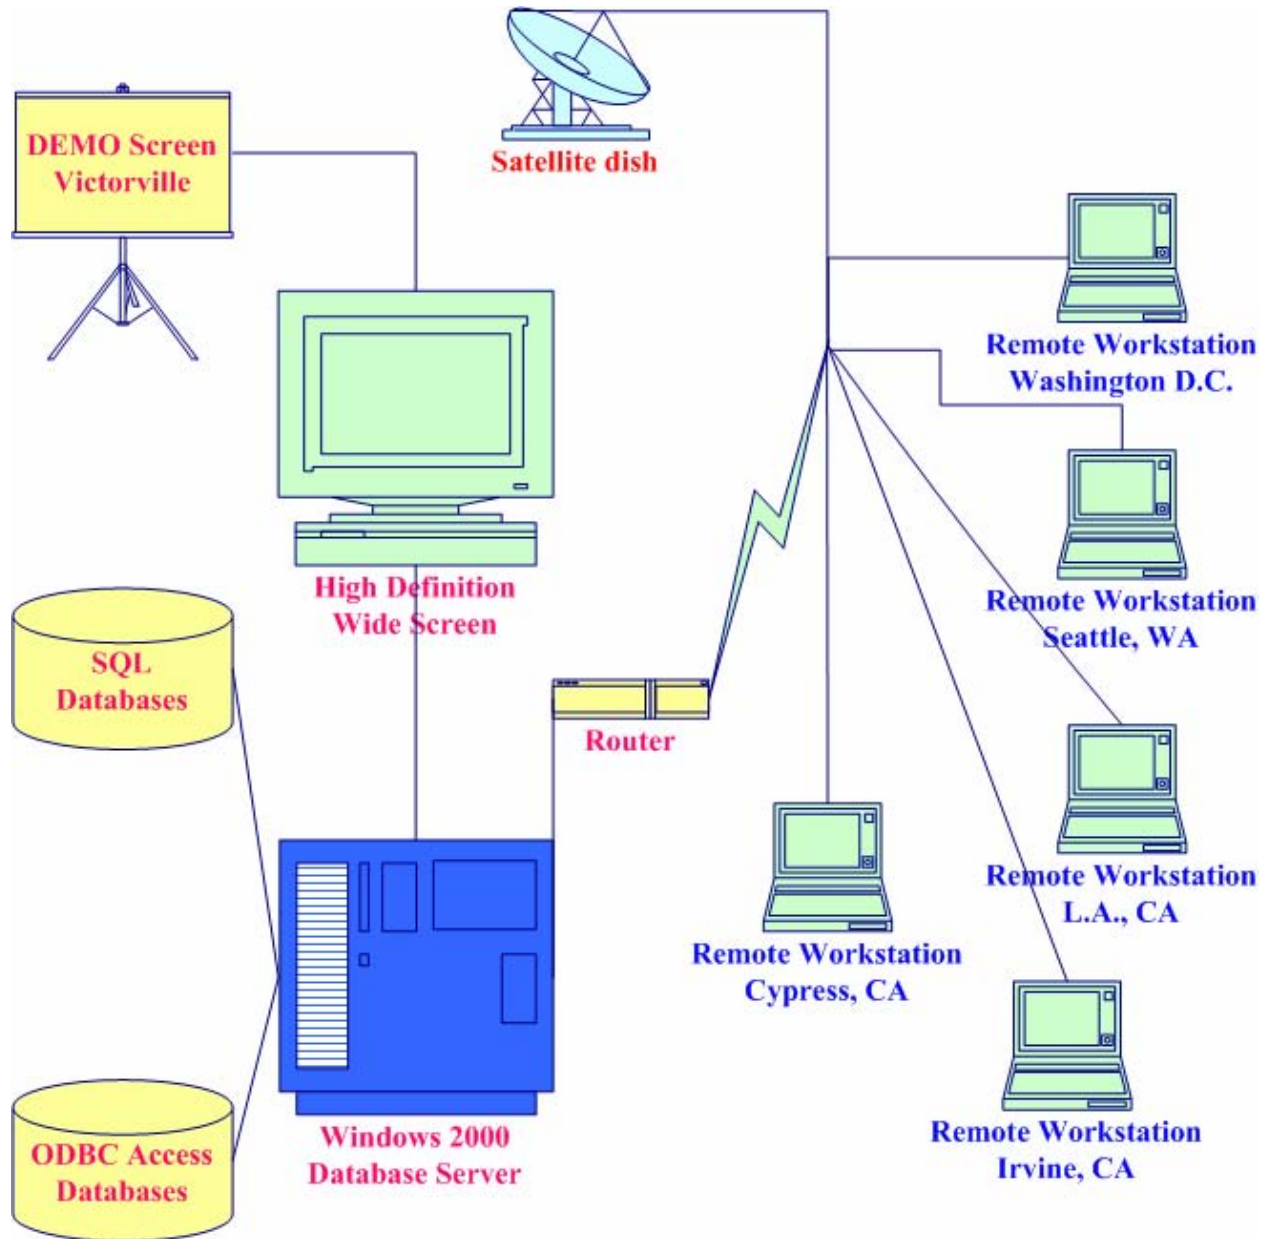 DEMO Screen
Victorville
Satellite dish
Remote Workstation
Washington D.C.
High Definition
Wide Screen
Remote Workstation
Seattle, WA
SQL
Databases
Router
Remote Workstation
L.A., CA
Remote Workstation
Cypress, CA
Windows 2000
Database Server
ODBC Access
Databases
Remote Workstation
Irvine, CA